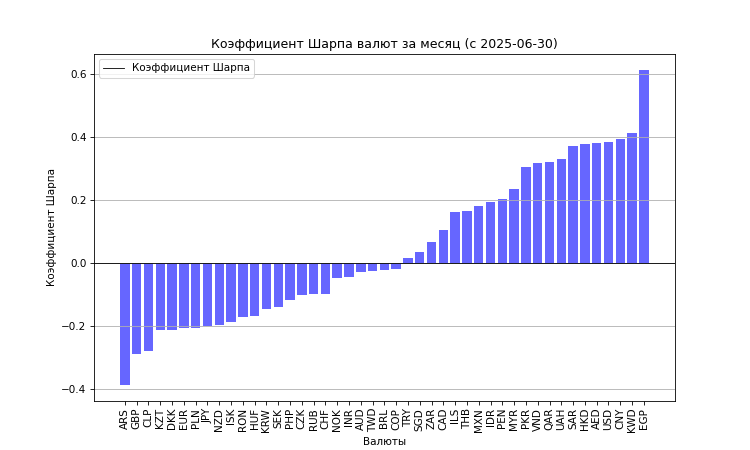 Коэффициент Шарпа валют за месяц (с 2025-06-30)
Коэффициент Шарпа
0.6
0.4
0.2
0.0
−0.2
−0.4
Коэффициент Шарпа
ARS GBP CLP KZT DKK EUR PLN JPY NZD ISK RON HUF KRW SEK PHP CZK RUB CHF NOK INR AUD TWD BRL COP TRY SGD ZAR CAD ILS THB MXN IDR PEN MYR PKR VND QAR UAH SAR HKD AED USD CNY KWD EGP
Валюты